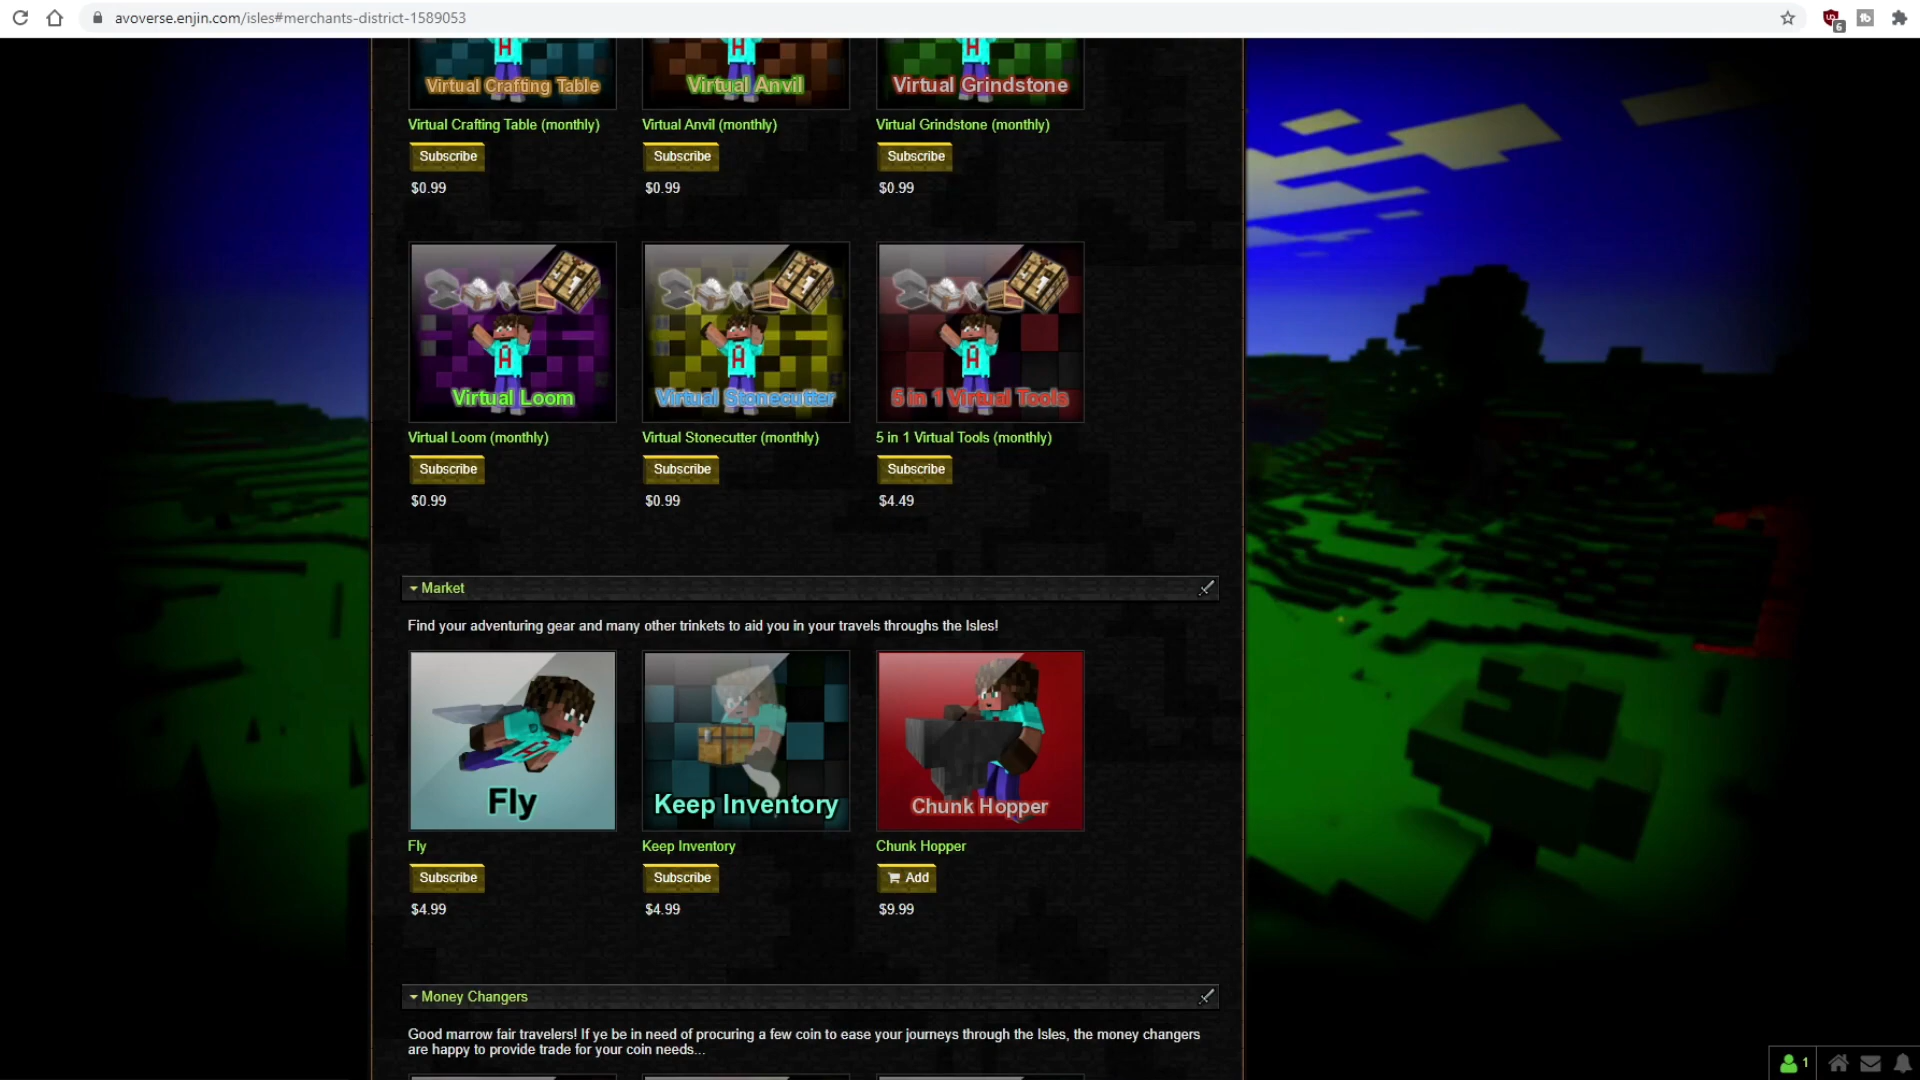 avoverse.enjin.com/isles#merchants-district-1589053
6
Virtual Crafting Table
Virtual Anvil
Virtual Grindstone
Virtual Crafting Table (monthly)
Virtual Anvil (monthly)
Virtual Grindstone (monthly)
Subscribe
Subscribe
Subscribe
$0.99
$0.99
$0.99
A
A
A
Virtual Loom
Virtual Stonecutter
5 in 1 Virtual Tools
Virtual Loom (monthly)
Virtual Stonecutter (monthly)
5 in 1 Virtual Tools (monthly)
Subscribe
Subscribe
Subscribe
$0.99
$0.99
$4.49
Market
Find your adventuring gear and many other trinkets to aid you in your travels throughs the Isles!
Fly
Keep Inventory
Chunk Hopper
Fly
Keep Inventory
Chunk Hopper
Subscribe
Subscribe
Add
$4.99
$4.99
$9.99
Money Changers
Good marrow fair travelers! If ye be in need of procuring a few coin to ease your journeys through the Isles, the money changers
are happy to provide trade for your coin needs...
1